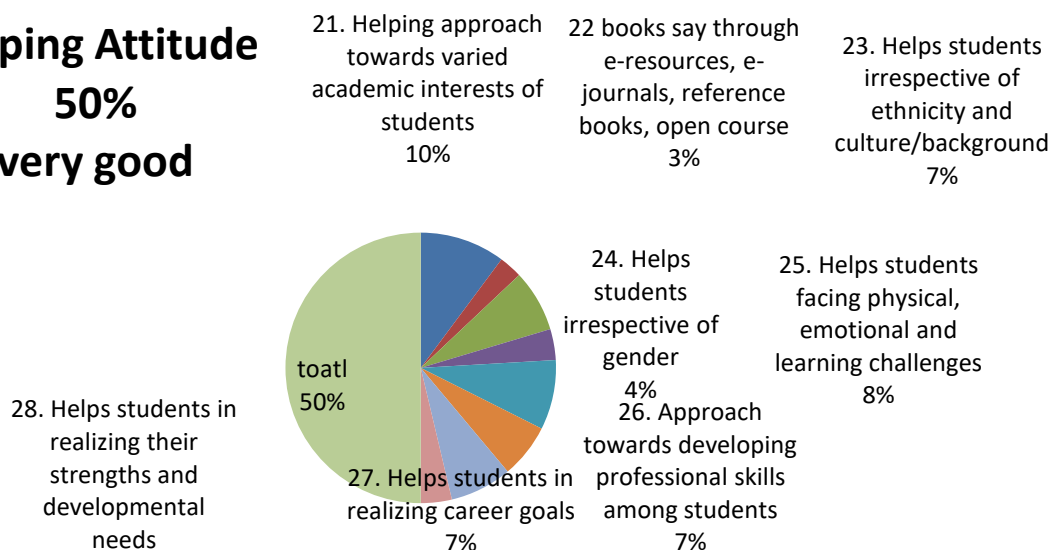 ping Attitude
50%
very good
21. Helping approach
towards varied
academic interests of
students
10%
22 books say through
e-resources, e-
journals, reference
books, open course
3%
23. Helps students
irrespective of
ethnicity and
culture/background
7%
24. Helps
students
irrespective of
gender
4%
25. Helps students
facing physical,
emotional and
learning challenges
8%
toatl
50%
26. Approach
towards developing
professional skills
among students
7%
27. Helps students in
realizing career goals
7%
28. Helps students in
realizing their
strengths and
developmental
needs